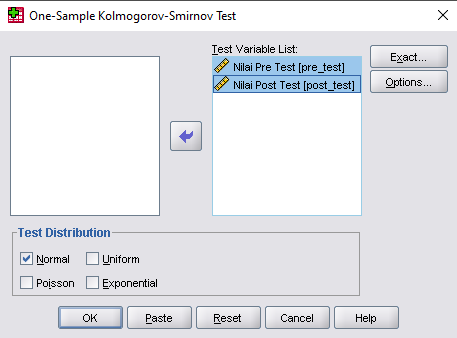 One-Sample Kolmogorov-Smirnov Test
Test Variable List:
Nilai Pre Test [pre_test]
Nilai Post Test [post_test]
Exact...
Options...
Test Distribution
Normal Uniform
Poisson Exponential
OK Paste Reset Cancel Help